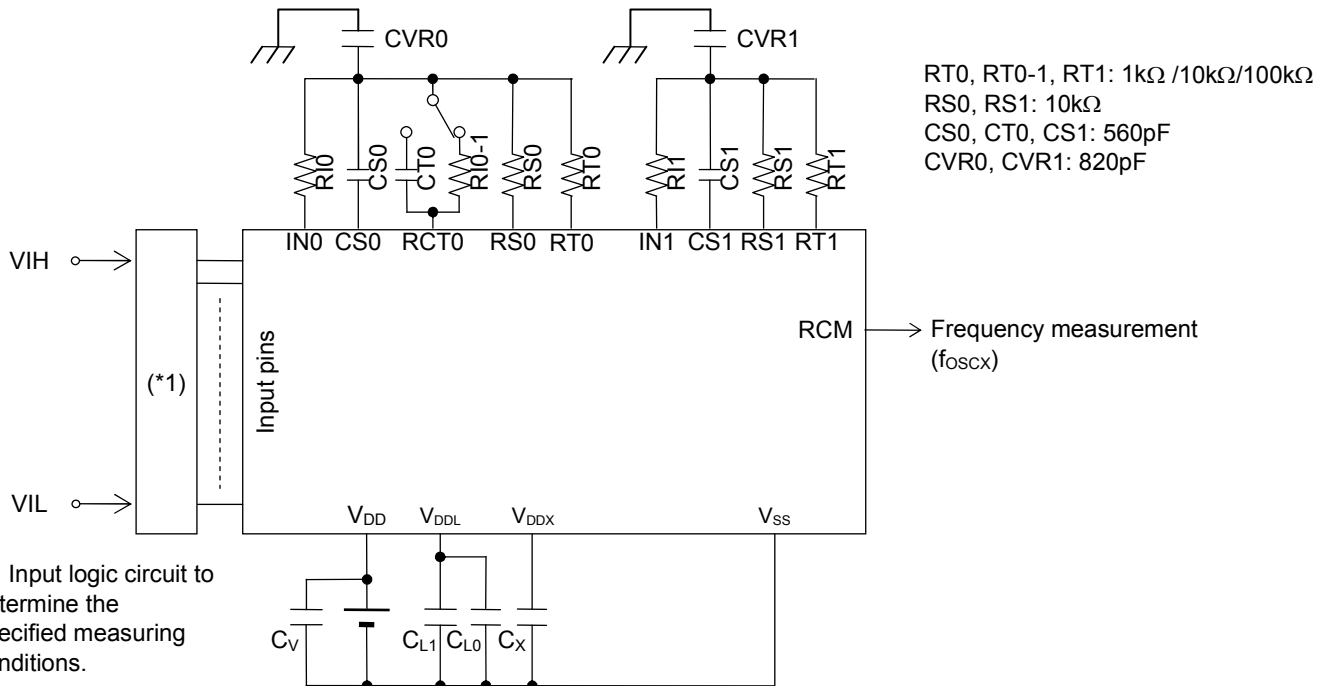 CVR0
CVR1
RT0, RT0-1, RT1: 1kΩ /10kΩ/100kΩ
RS0, RS1: 10kΩ
CS0, CT0, CS1: 560pF
CVR0, CVR1: 820pF
RI0
CS0
CT0
RI0-1
RS0
RT0
RI1
CS1
RS1
RT1
IN0 CS0 RCT0 RS0 RT0 IN1 CS1 RS1 RT1
VIH
VIL
(*1)
Input pins
RCM
Frequency measurement
(fOSCX)
VDD VDDL VDDX VSS
CV CL1 CL0 CX
Input logic circuit to
termine the
ecified measuring
nditions.